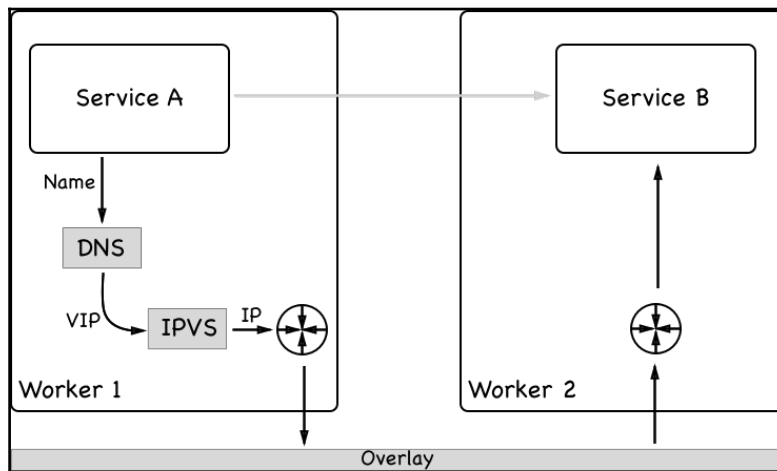 Service A
Service B
Name
DNS
VIP
IPVS
IP
Worker 1
Worker 2
Overlay